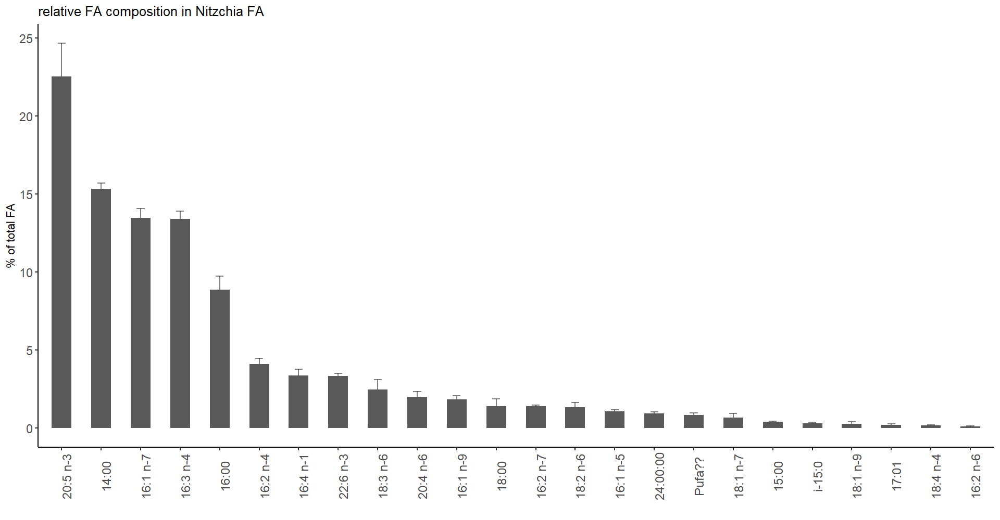 relative FA composition in Nitzchia FA
% of total FA
25
20
15
10
5
0
20:5 n-3
14:00
16:1 n-7
16:3 n-4
16:00
16:2 n-4
16:4 n-1
22:6 n-3
18:3 n-6
20:4 n-6
16:1 n-9
18:00
16:2 n-7
18:2 n-6
16:1 n-5
24:00:00
Pufa??
18:1 n-7
15:00
i-15:0
18:1 n-9
17:01
18:4 n-4
16:2 n-6